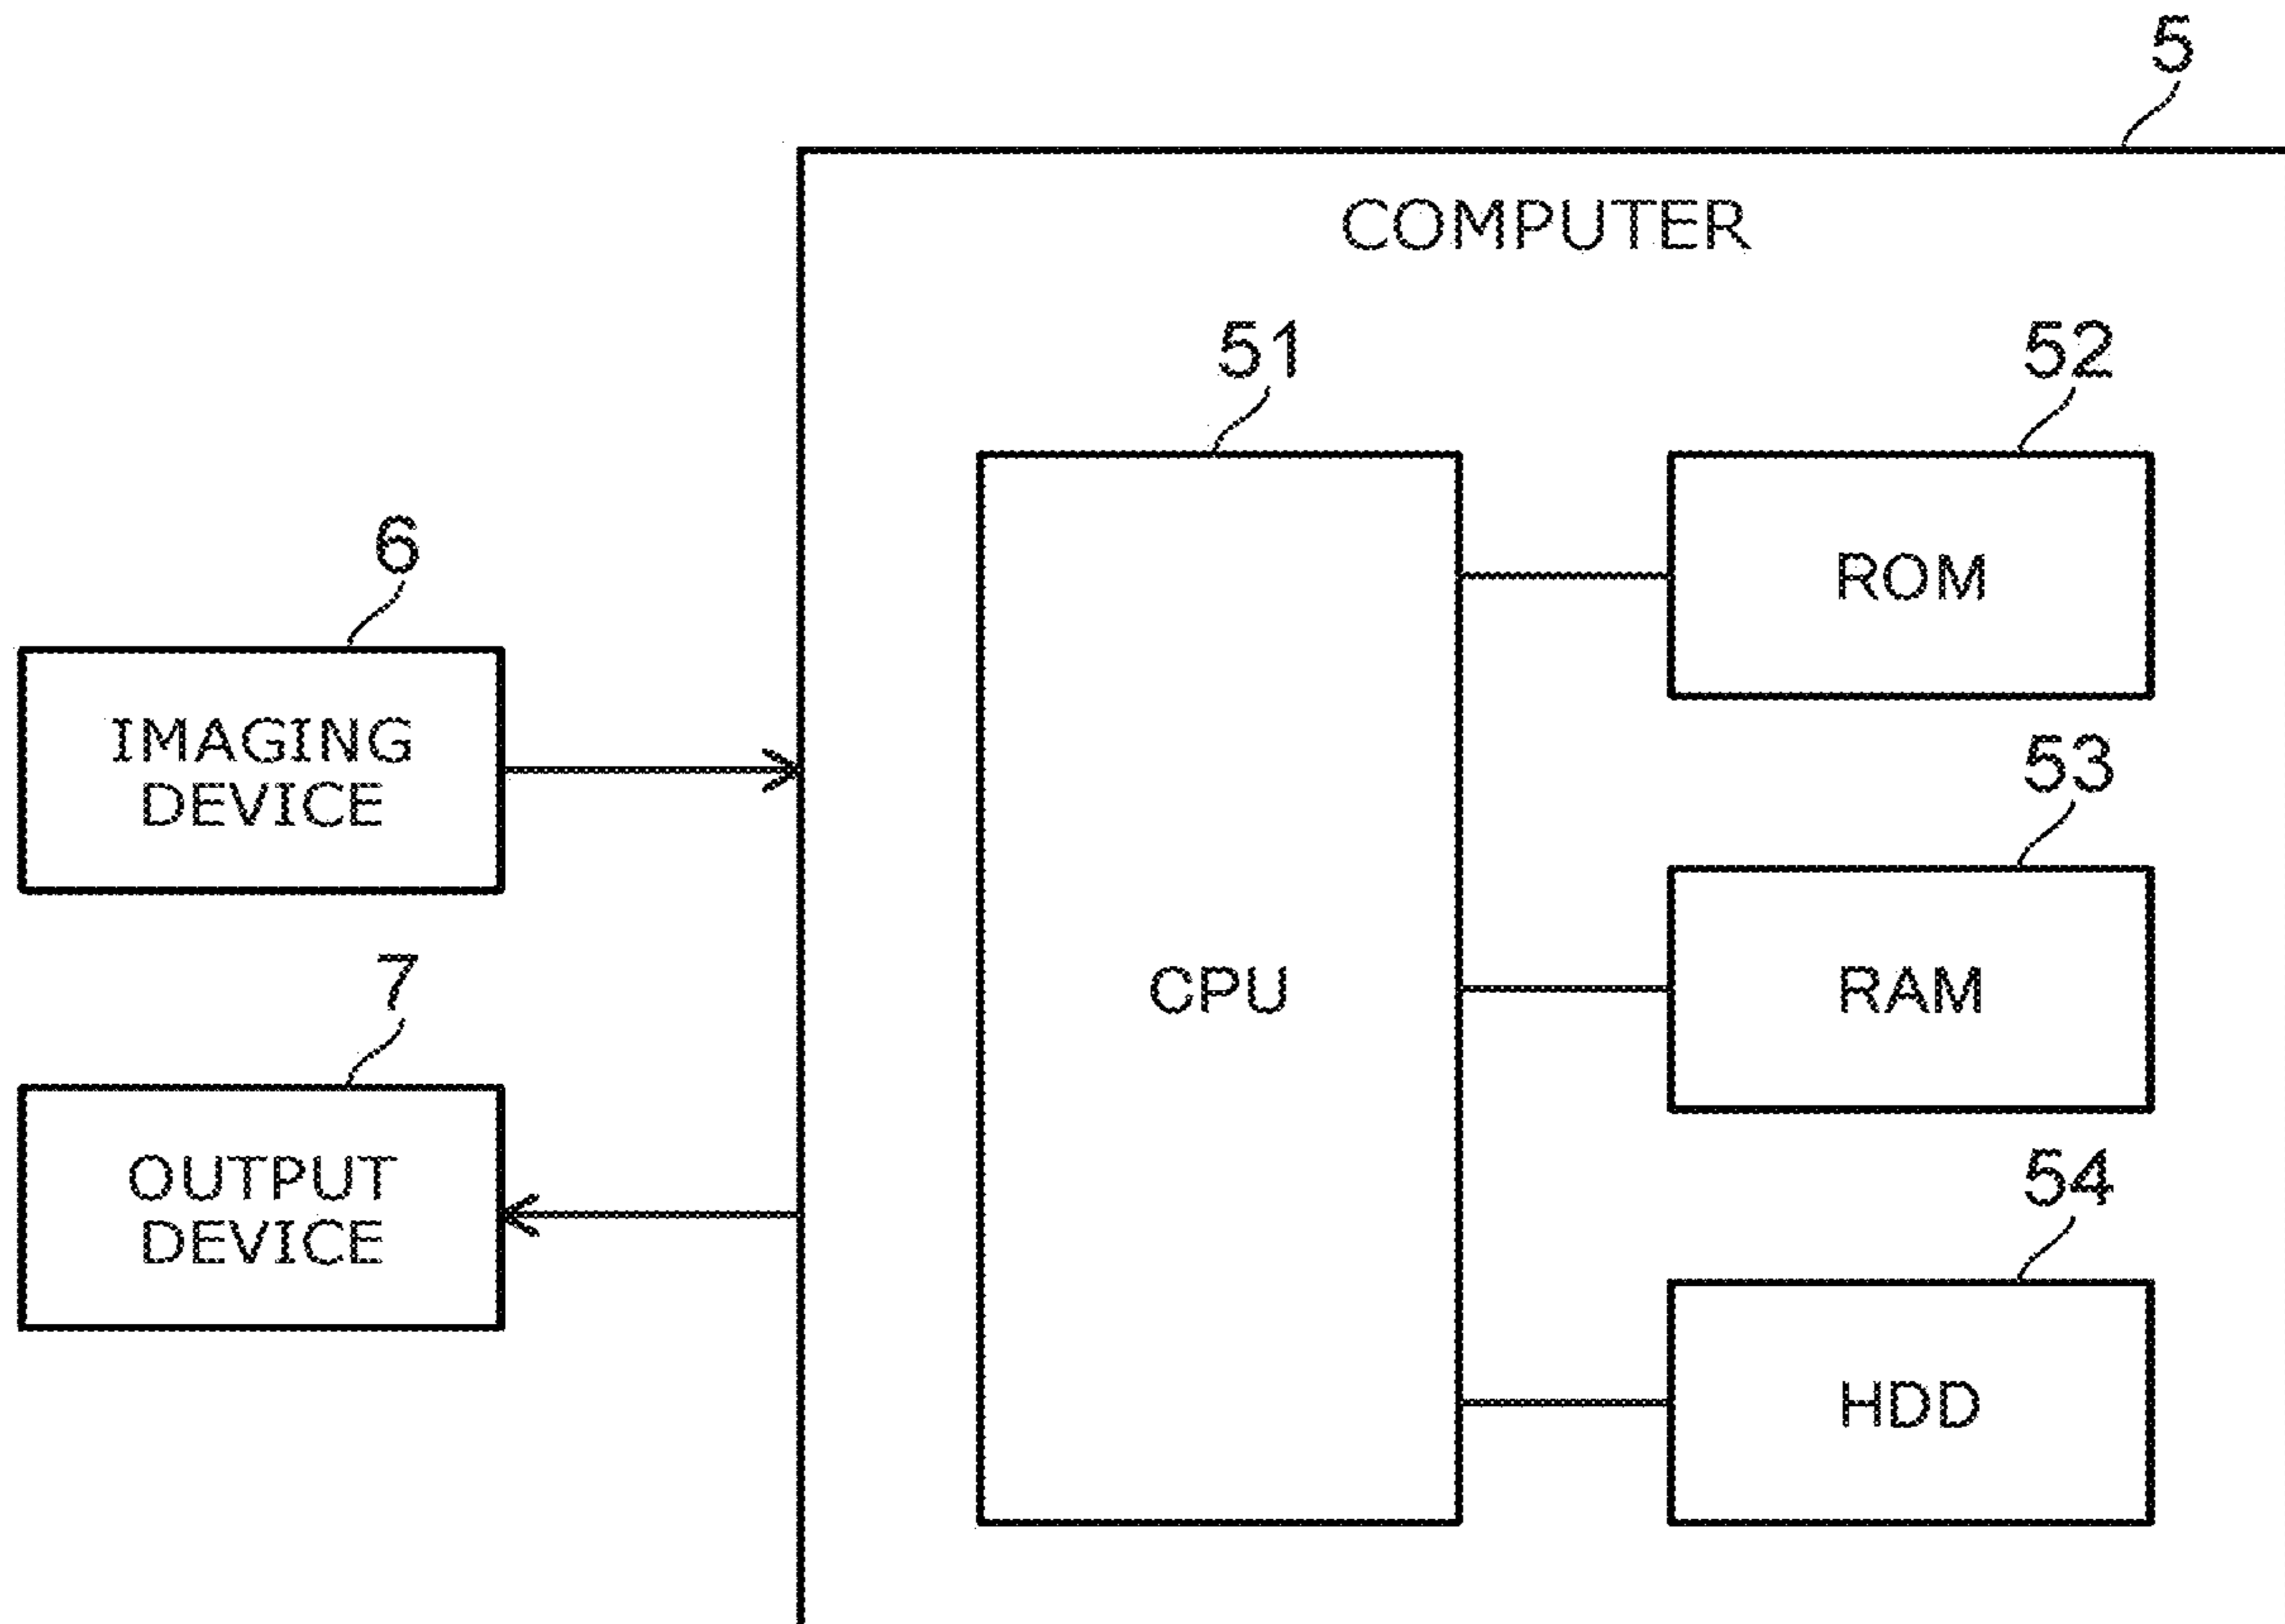 5
COMPUTER
51
52
6
ROM
IMAGING
DEVICE
53
7
CPU
RAM
OUTPUT
DEVICE
54
HDD